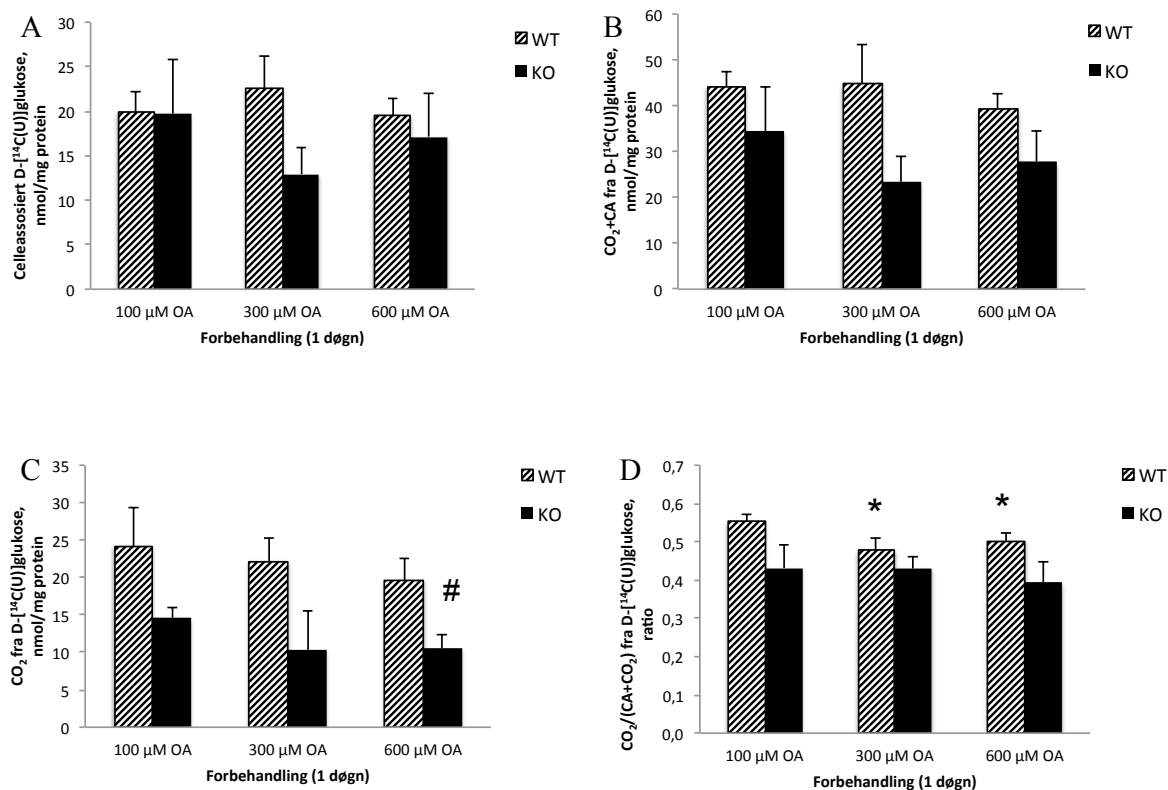 A
Celleassosiert D-[¹⁴C(U)]glukose,
nmol/mg protein
30
25
20
15
10
5
0
100 µM OA 300 µM OA 600 µM OA
Forbehandling (1 døgn)
WT
KO
B
CO₂+CA fra D-[¹⁴C(U)]glukose,
nmol/mg protein
60
50
40
30
20
10
0
100 µM OA 300 µM OA 600 µM OA
Forbehandling (1 døgn)
WT
KO
C
CO₂ fra D-[¹⁴C(U)]glukose,
nmol/mg protein
35
30
25
20
15
10
5
0
#
100 µM OA 300 µM OA 600 µM OA
Forbehandling (1 døgn)
WT
KO
D
CO₂/(CA+CO₂) fra D-[¹⁴C(U)]glukose,
ratio
0,7
0,6
0,5
0,4
0,3
0,2
0,1
0,0
* *
100 µM OA 300 µM OA 600 µM OA
Forbehandling (1 døgn)
WT
KO